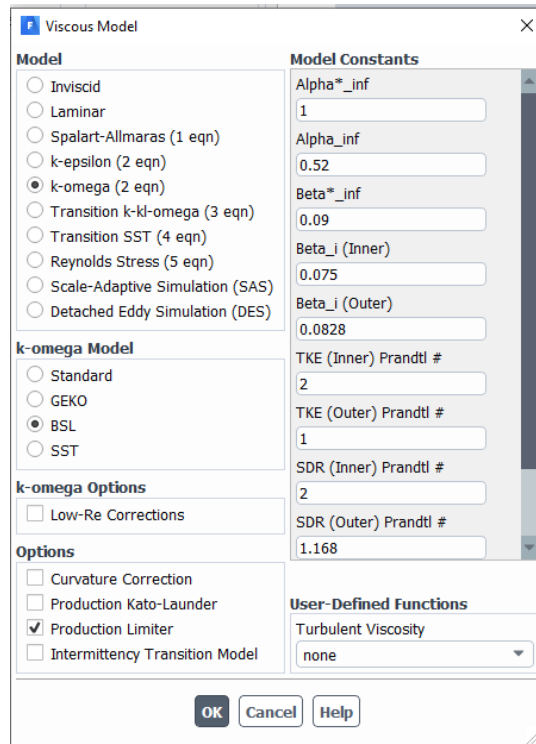 F Viscous Model
Model
Inviscid
Laminar
Spalart-Allmaras (1 eqn)
k-epsilon (2 eqn)
k-omega (2 eqn)
Transition k-kl-omega (3 eqn)
Transition SST (4 eqn)
Reynolds Stress (5 eqn)
Scale-Adaptive Simulation (SAS)
Detached Eddy Simulation (DES)
k-omega Model
Standard
GEKO
BSL
SST
k-omega Options
Low-Re Corrections
Options
Curvature Correction
Production Kato-Launder
Production Limiter
Intermittency Transition Model
Model Constants
Alpha*_inf
1
Alpha_inf
0.52
Beta*_inf
0.09
Beta_i (Inner)
0.075
Beta_i (Outer)
0.0828
TKE (Inner) Prandtl #
2
TKE (Outer) Prandtl #
1
SDR (Inner) Prandtl #
2
SDR (Outer) Prandtl #
1.168
User-Defined Functions
Turbulent Viscosity
none
OK Cancel Help